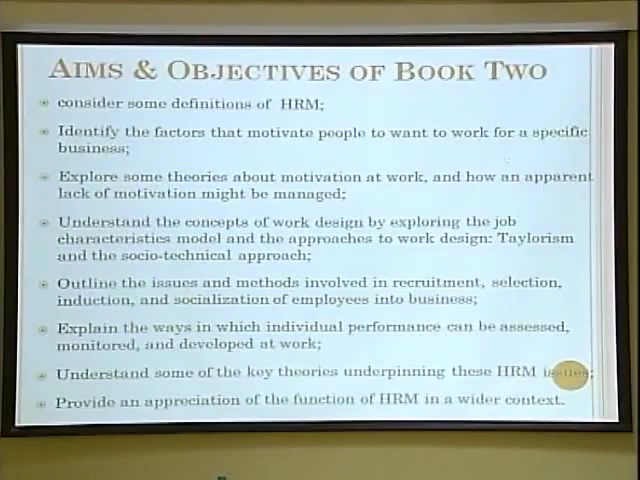 AIMS & OBJECTIVES OF BOOK TWO
consider some definitions of HRM;
Identify the factors that motivate people to want to work for a specific
business;
Explore some theories about motivation at work, and how an apparent
lack of motivation might be managed;
Understand the concepts of work design by exploring the job
characteristics model and the approaches to work design: Taylorism
and the socio-technical approach;
Outline the issues and methods involved in recruitment, selection,
induction, and socialization of employees into business;
Explain the ways in which individual performance can be assessed,
monitored, and developed at work;
Understand some of the key theories underpinning these HRM issues;
Provide an appreciation of the function of HRM in a wider context.